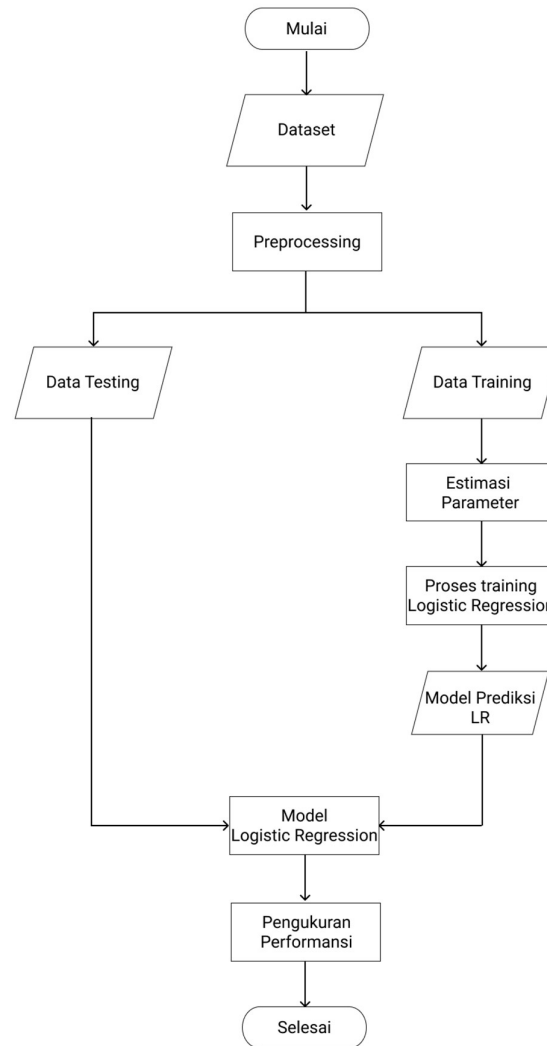 Mulai
Dataset
Preprocessing
Data Testing
Data Training
Estimasi
Parameter
Proses training
Logistic Regression
Model Prediksi
LR
Model
Logistic Regression
Pengukuran
Performansi
Selesai